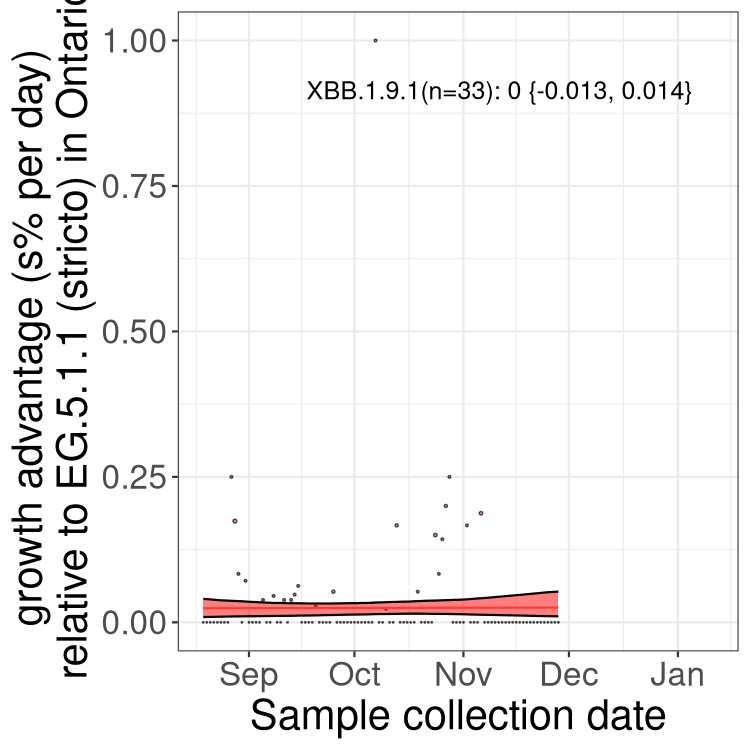 growth advantage (s% per day)
relative to EG.5.1.1 (stricto) in Ontario
1.00
0.75
0.50
0.25
0.00
XBB.1.9.1(n=33): 0 {-0.013, 0.014}
Sep Oct Nov Dec Jan
Sample collection date